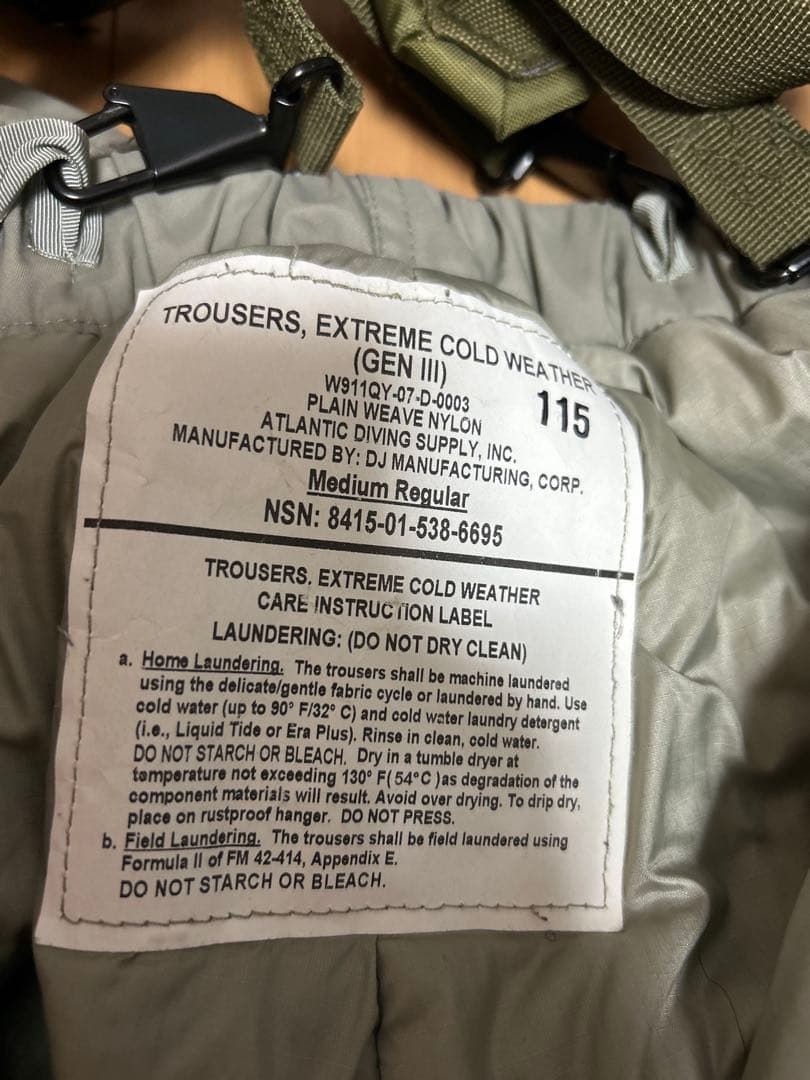 TROUSERS, EXTREME COLD WEATHER
(GEN III)
W911QY-07-D-0003
115
PLAIN WEAVE NYLON
ATLANTIC DIVING SUPPLY, INC.
MANUFACTURED BY: DJ MANUFACTURING, CORP.
Medium Regular
NSN: 8415-01-538-6695
TROUSERS, EXTREME COLD WEATHER
CARE INSTRUCTION LABEL
LAUNDERING: (DO NOT DRY CLEAN)
a. Home Laundering. The trousers shall be machine laundered
using the delicate/gentle fabric cycle or laundered by hand. Use
cold water (up to 90° F/32° C) and cold water laundry detergent
(i.e., Liquid Tide or Era Plus). Rinse in clean, cold water.
DO NOT STARCH OR BLEACH. Dry in a tumble dryer at
temperature not exceeding 130° F( 54°C )as degradation of the
component materials will result. Avoid over drying. To drip dry,
place on rustproof hanger. DO NOT PRESS.
b. Field Laundering. The trousers shall be field laundered using
Formula II of FM 42-414, Appendix E.
DO NOT STARCH OR BLEACH.